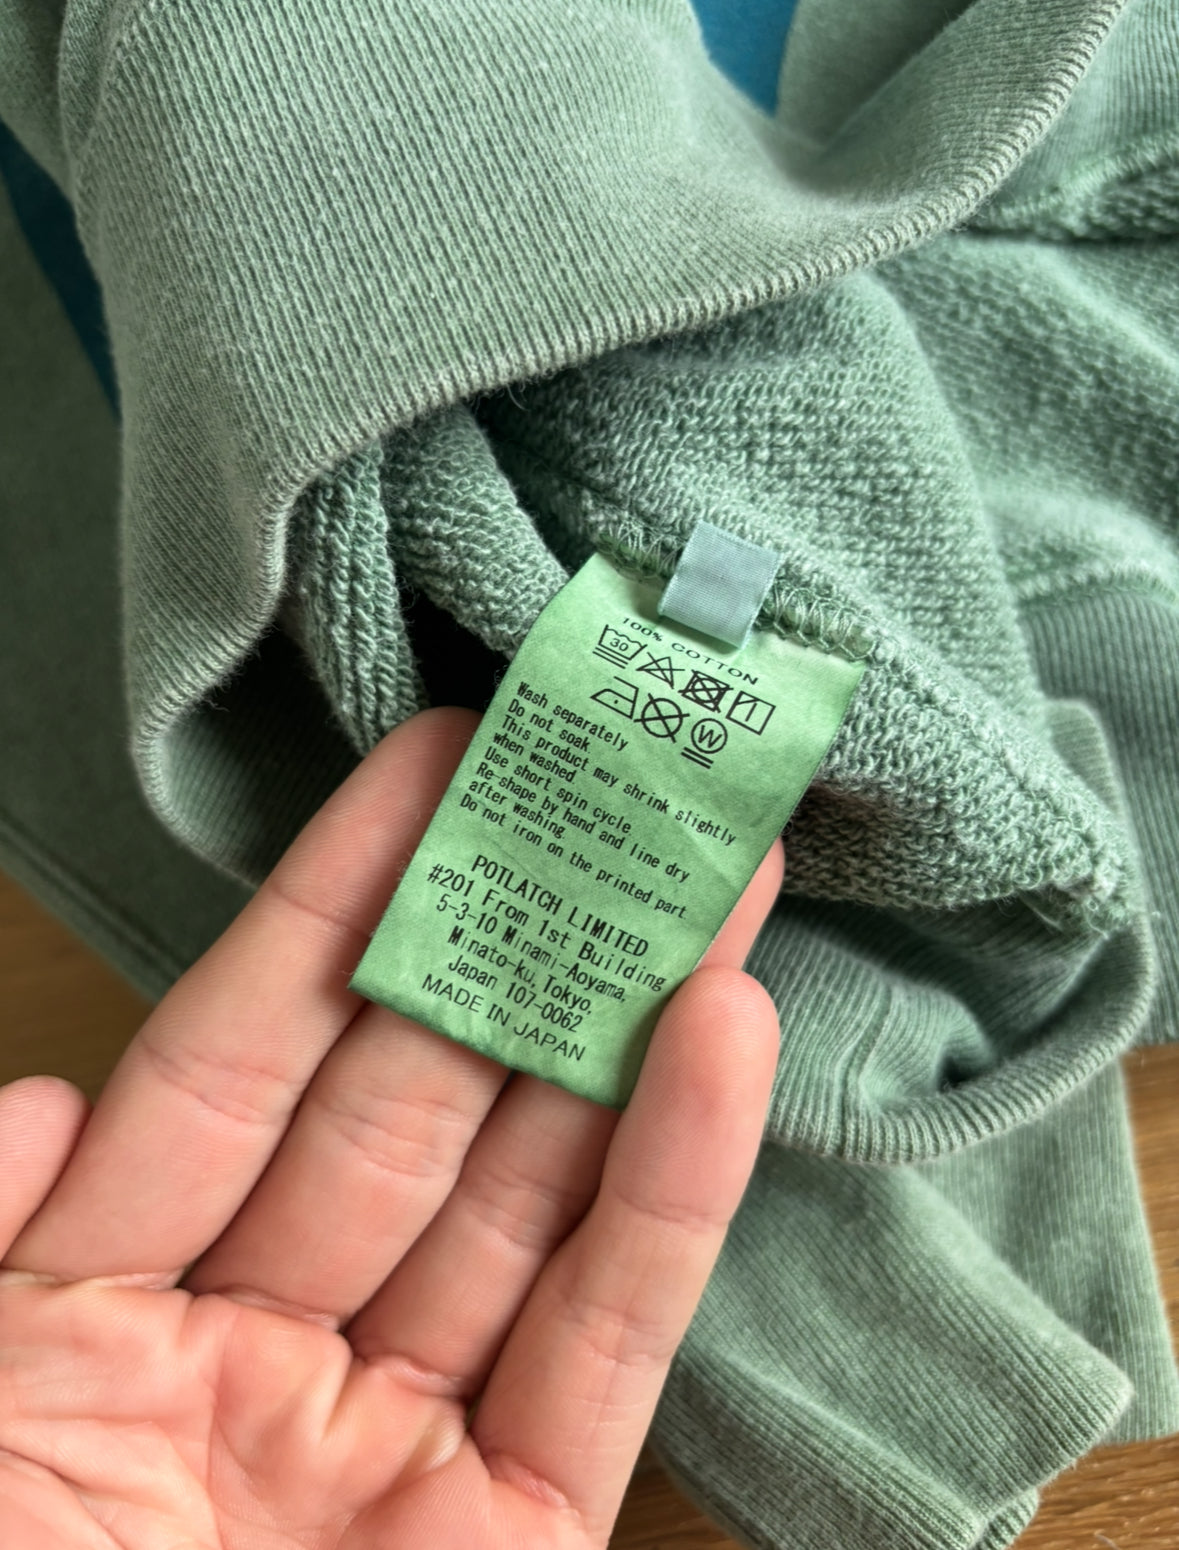 100% COTTON
30
W
Wash separately
Do not soak
This product may shrink slightly
when washed
Use short spin cycle
Re-shape by hand and line dry
after washing.
Do not iron on the printed part.
POTLATCH LIMITED
#201 From 1st Building
5-3-10 Minami-Aoyama,
Minato-ku, Tokyo,
Japan 107-0062
MADE IN JAPAN